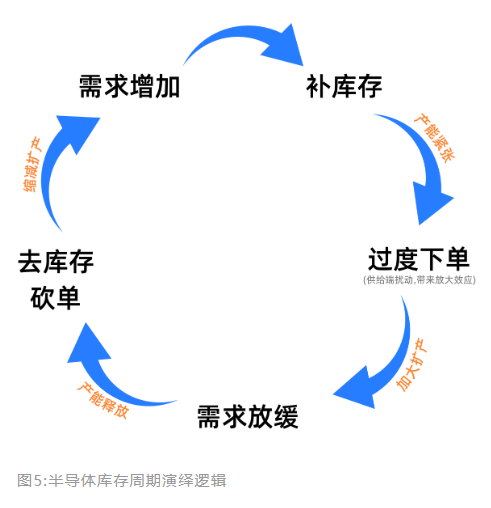 需求增加
补库存
产能紧张
过度下单
(供给端扰动,带来放大效应)
加大扩产
需求放缓
产能释放
去库存
砍单
缩减扩产
图5:半导体库存周期演绎逻辑